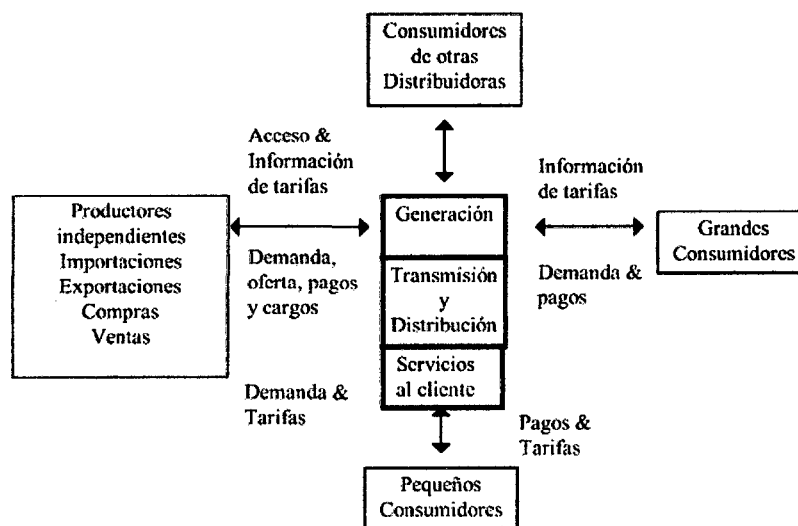 Consumidores
de otras
Distribuidoras
Acceso &
Información
de tarifas
Información
de tarifas
Productores
independientes
Importaciones
Exportaciones
Compras
Ventas
Generación
Grandes
Consumidores
Demanda,
oferta, pagos
y cargos
Transmisión
y
Distribución
Demanda &
pagos
Servicios
al cliente
Demanda &
Tarifas
Pagos &
Tarifas
Pequeños
Consumidores